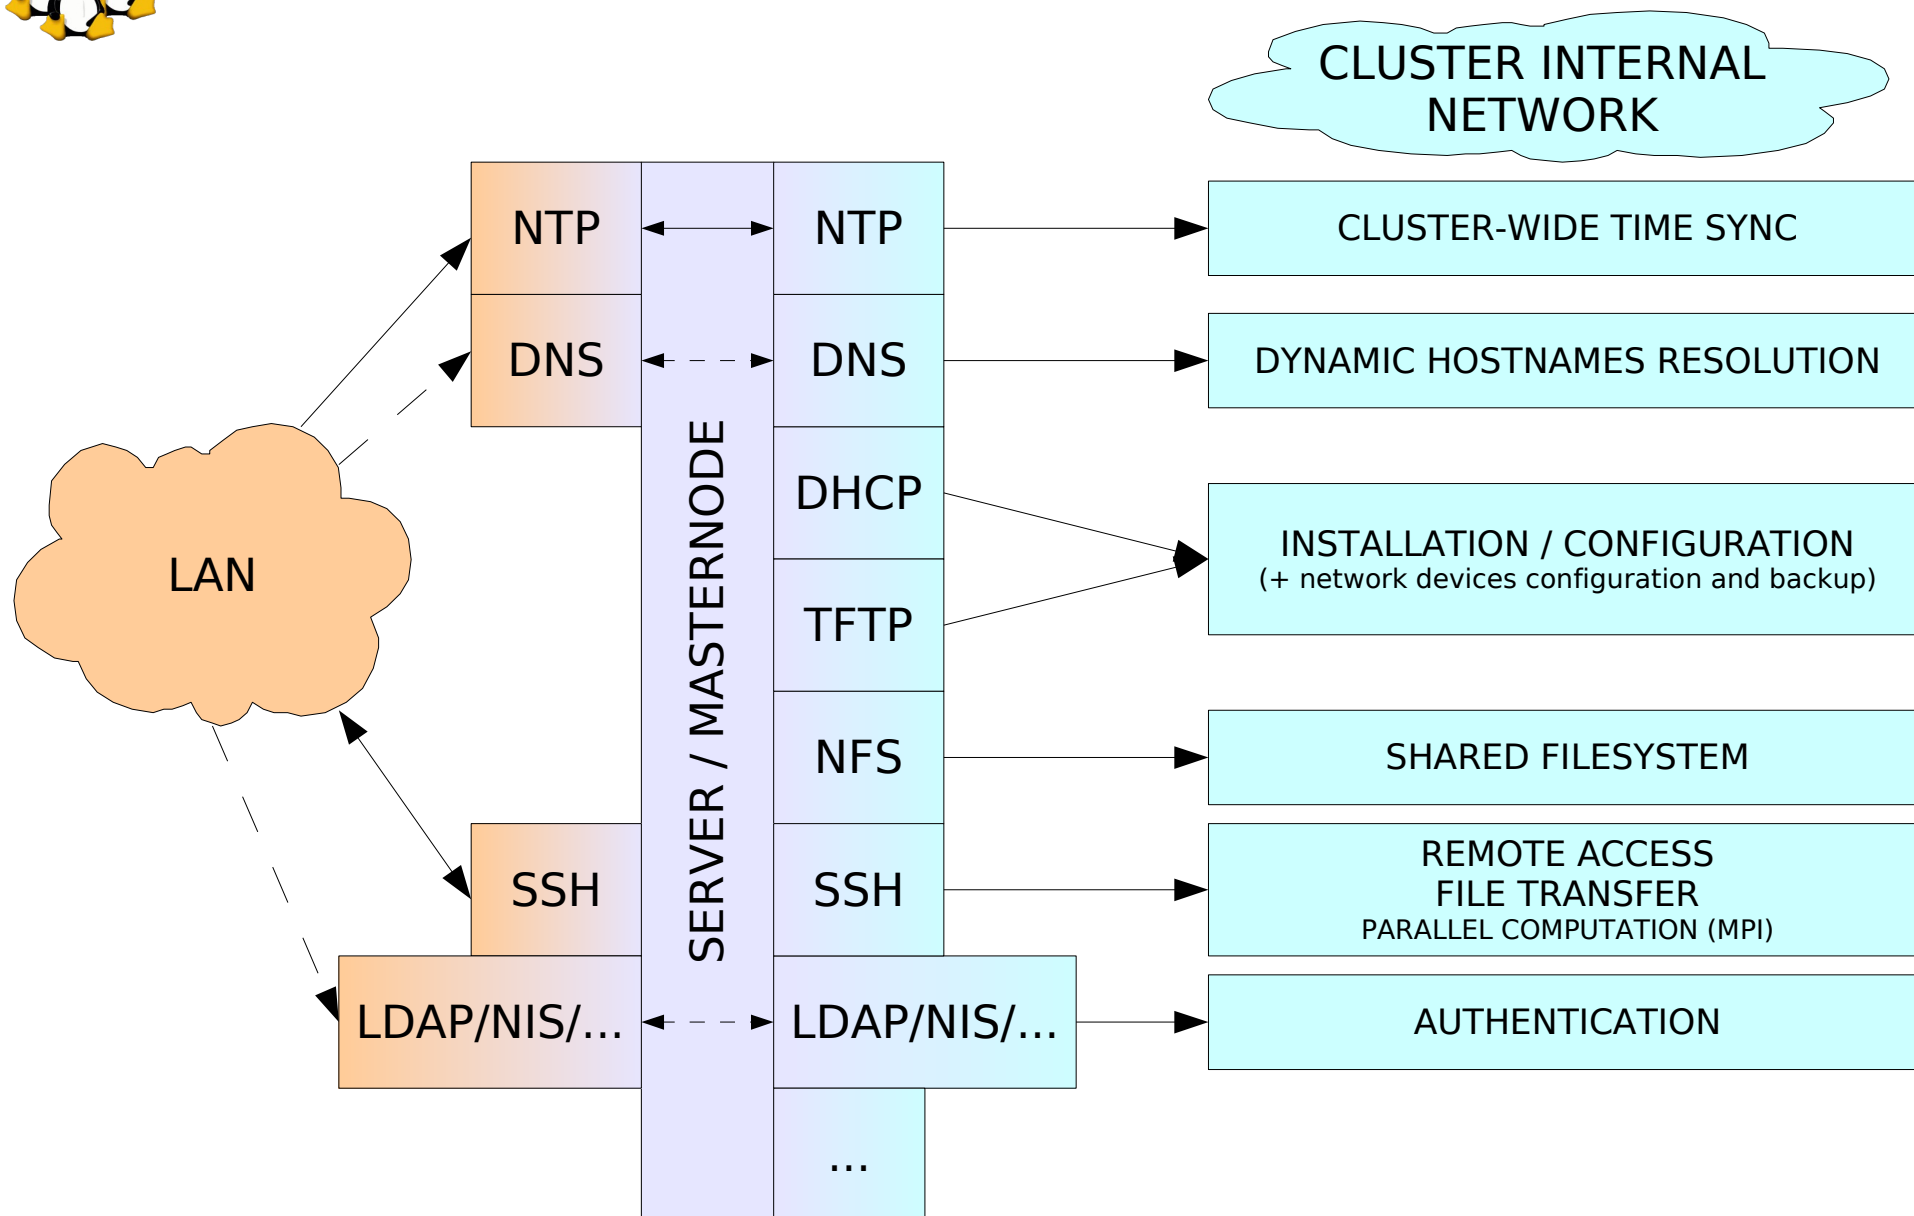 CLUSTER INTERNAL
NETWORK
NTP
NTP
CLUSTER-WIDE TIME SYNC
DNS
DNS
DYNAMIC HOSTNAMES RESOLUTION
SERVER / MASTERNODE
DHCP
LAN
INSTALLATION / CONFIGURATION
(+ network devices configuration and backup)
TFTP
NFS
SHARED FILESYSTEM
SSH
SSH
REMOTE ACCESS
FILE TRANSFER
PARALLEL COMPUTATION (MPI)
LDAP/NIS/...
LDAP/NIS/...
AUTHENTICATION
...